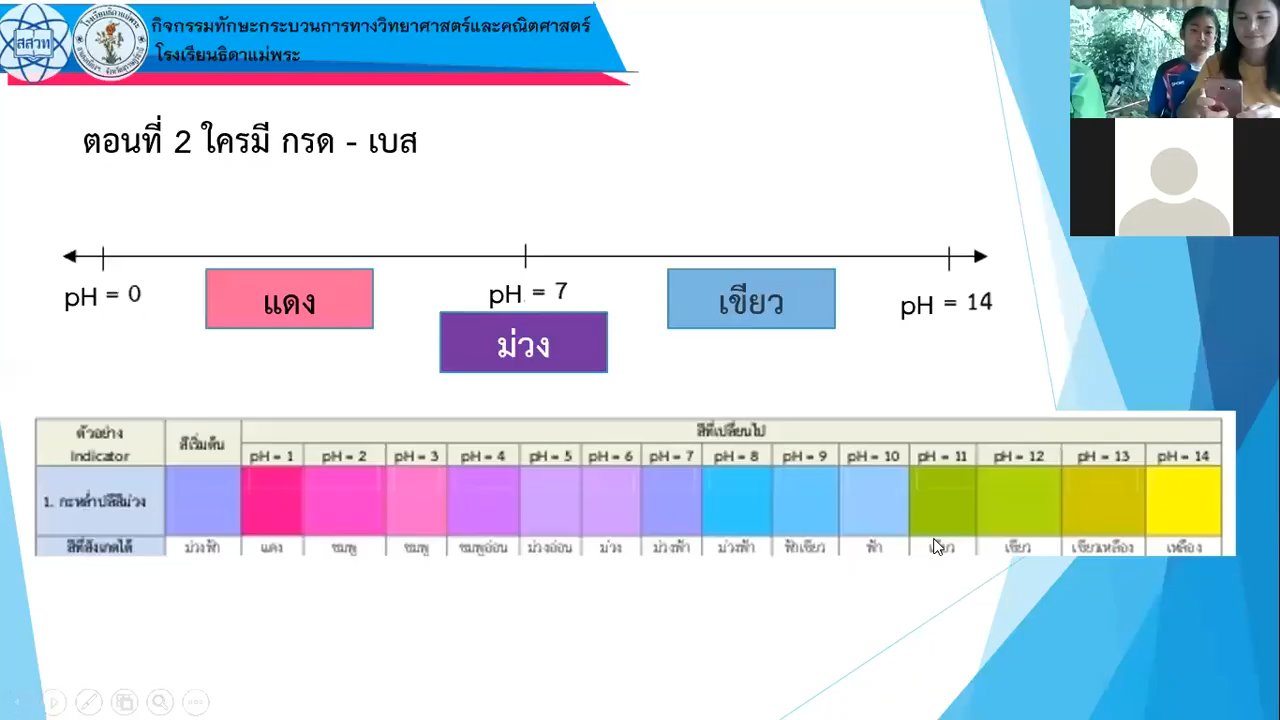 กิจกรรมทักษะกระบวนการทางวิทยาศาสตร์และคณิตศาสตร์
โรงเรียนธิดาแม่พระ
สสวท
ตอนที่ 2 ใครมี กรด - เบส
pH = 0
แดง
pH = 7
ม่วง
เขียว
pH = 14
ตัวอย่าง Indicator สีเริ่มต้น สีที่เปลี่ยนไป
pH = 1 pH = 2 pH = 3 pH = 4 pH = 5 pH = 6 pH = 7 pH = 8 pH = 9 pH = 10 pH = 11 pH = 12 pH = 13 pH = 14
1. กะหล่ำปลีสีม่วง
สีที่สังเกตได้ ม่วงฟ้า แดง ชมพู ชมพู ชมพูอ่อน ม่วงอ่อน ม่วง ม่วงฟ้า ม่วงฟ้า ฟ้าเขียว ฟ้า เขียว เขียว เขียวเหลือง เหลือง